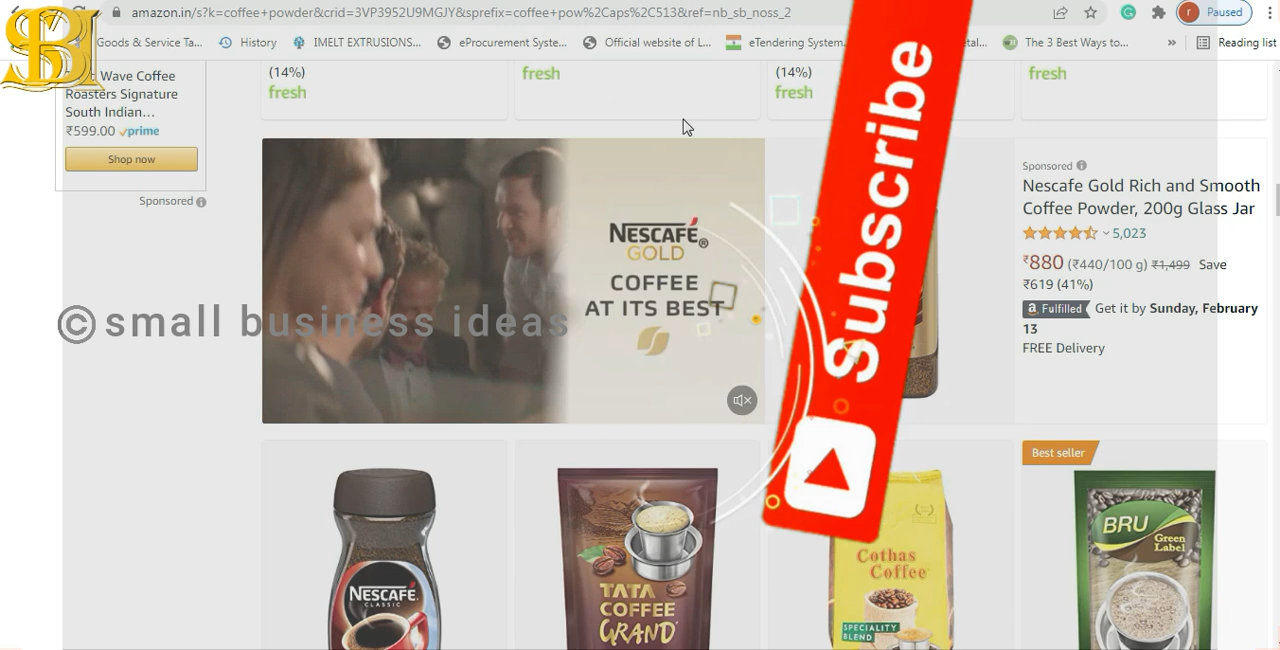 amazon.in/s?k=coffee+powder&crid=3VP3952U9MGJY&sprefix=coffee+pow%2Caps%2C513&ref=nb_sb_noss_2
r Paused
Goods & Service Ta...
History
IMELT EXTRUSIONS...
eProcurement Syste...
Official website of L...
eTendering System
The 3 Best Ways to...
»
Reading list
SBI
Wave Coffee
Roasters Signature
South Indian...
₹599.00 prime
Shop now
Sponsored
(14%)
fresh
fresh
(14%)
fresh
fresh
NESCAFÉ®
GOLD
COFFEE
AT ITS BEST
Subscribe
Sponsored
Nescafe Gold Rich and Smooth
Coffee Powder, 200g Glass Jar
5,023
₹880 (₹440/100 g) ₹1,499 Save
₹619 (41%)
a Fulfilled Get it by Sunday, February
13
FREE Delivery
© small business ideas
NESCAFÉ
CLASSIC
TATA
COFFEE
GRAND
Cothas
Coffee
SPECIALITY
BLEND
Best seller
BRU
Green
Label